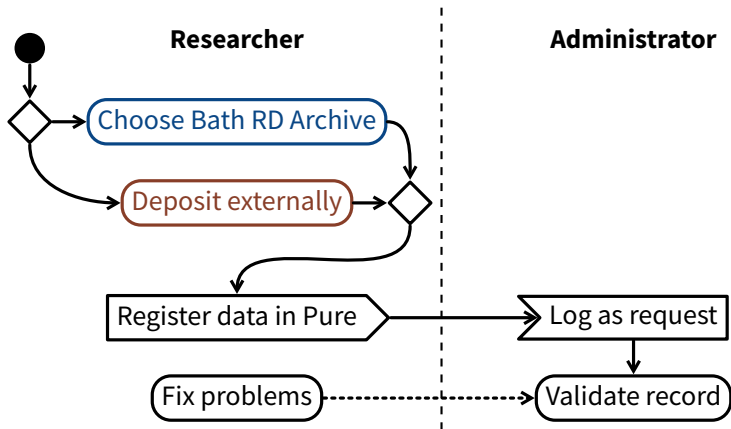 Researcher
Administrator
Choose Bath RD Archive
Deposit externally
Register data in Pure
Log as request
Fix problems
Validate record